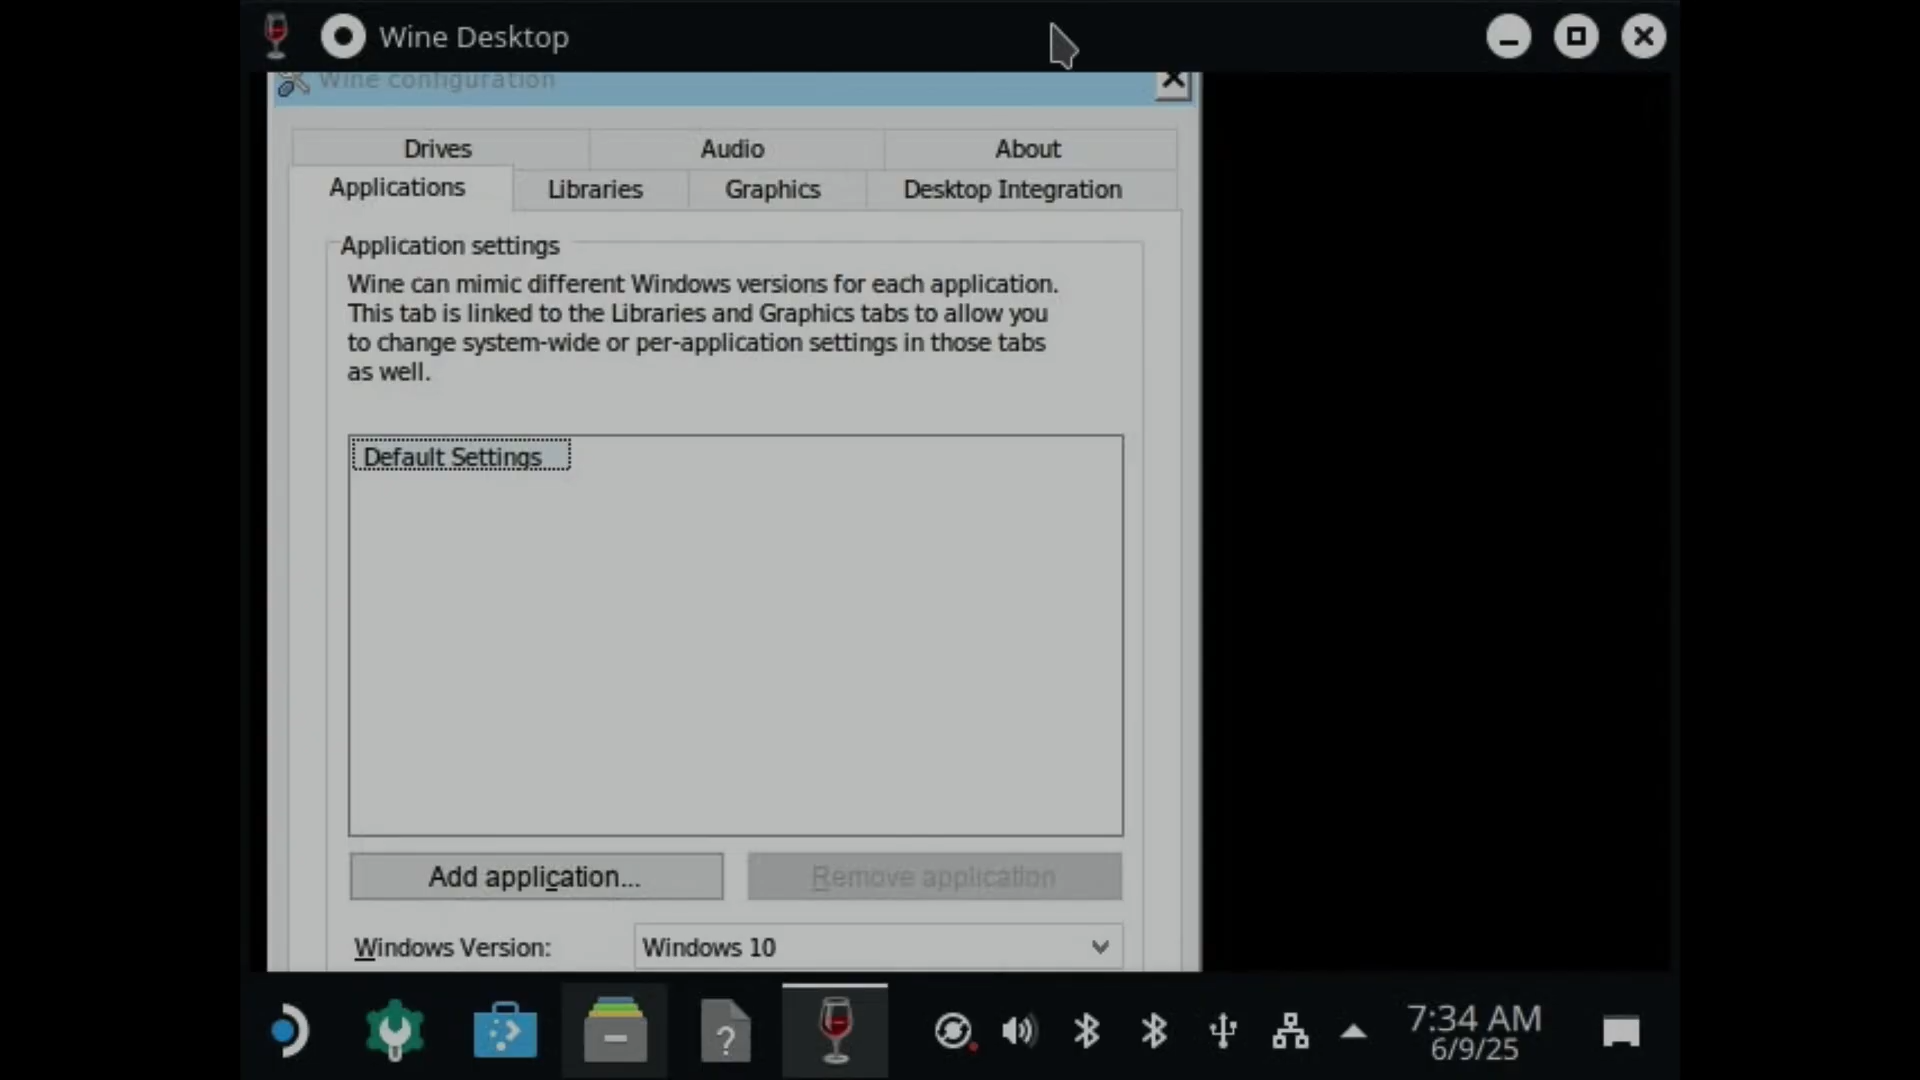 Wine Desktop
Wine configuration
Drives Audio About
Applications Libraries Graphics Desktop Integration
Application settings
Wine can mimic different Windows versions for each application.
This tab is linked to the Libraries and Graphics tabs to allow you
to change system-wide or per-application settings in those tabs
as well.
Default Settings
Add application... Remove application
Windows Version: Windows 10
7:34 AM
6/9/25